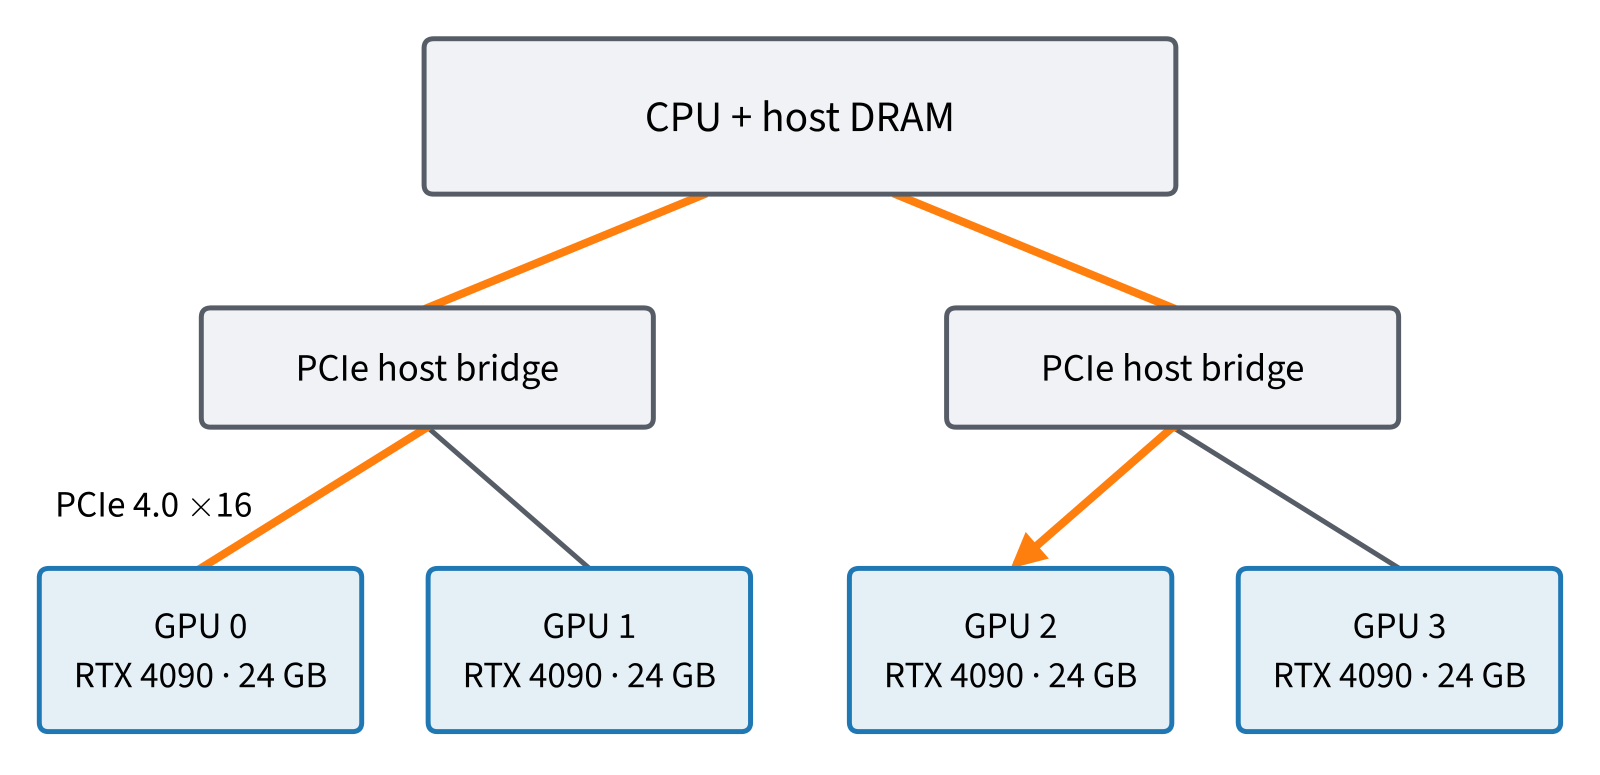 CPU + host DRAM
PCIe host bridge
PCIe host bridge
PCIe 4.0 ×16
GPU 0
RTX 4090 · 24 GB
GPU 1
RTX 4090 · 24 GB
GPU 2
RTX 4090 · 24 GB
GPU 3
RTX 4090 · 24 GB